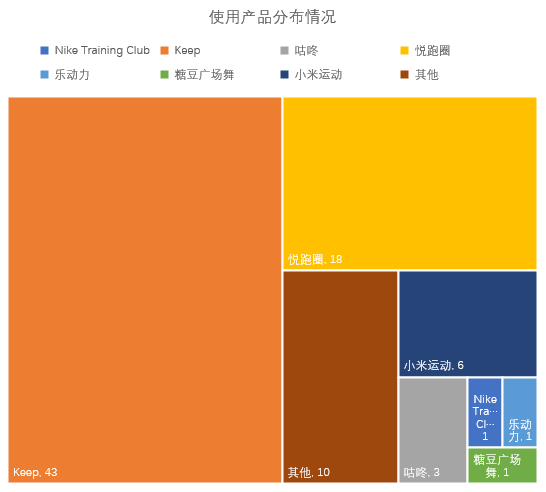 使用产品分布情况
Nike Training Club
Keep
咕咚
悦跑圈
乐动力
糖豆广场舞
小米运动
其他
悦跑圈, 18
小米运动, 6
Nike
Tra…
Cl…
1
乐动
力, 1
糖豆广场
舞, 1
Keep, 43
其他, 10
咕咚, 3